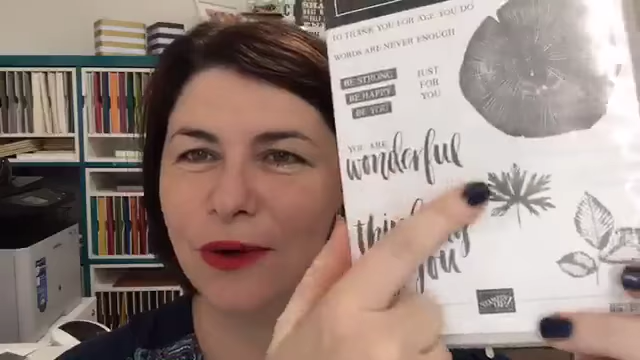 TO THANK YOU FOR ALL YOU DO
WORDS ARE NEVER ENOUGH
BE STRONG
BE HAPPY
BE YOU
JUST
FOR
YOU
YOU ARE
wonderful
thinking
you